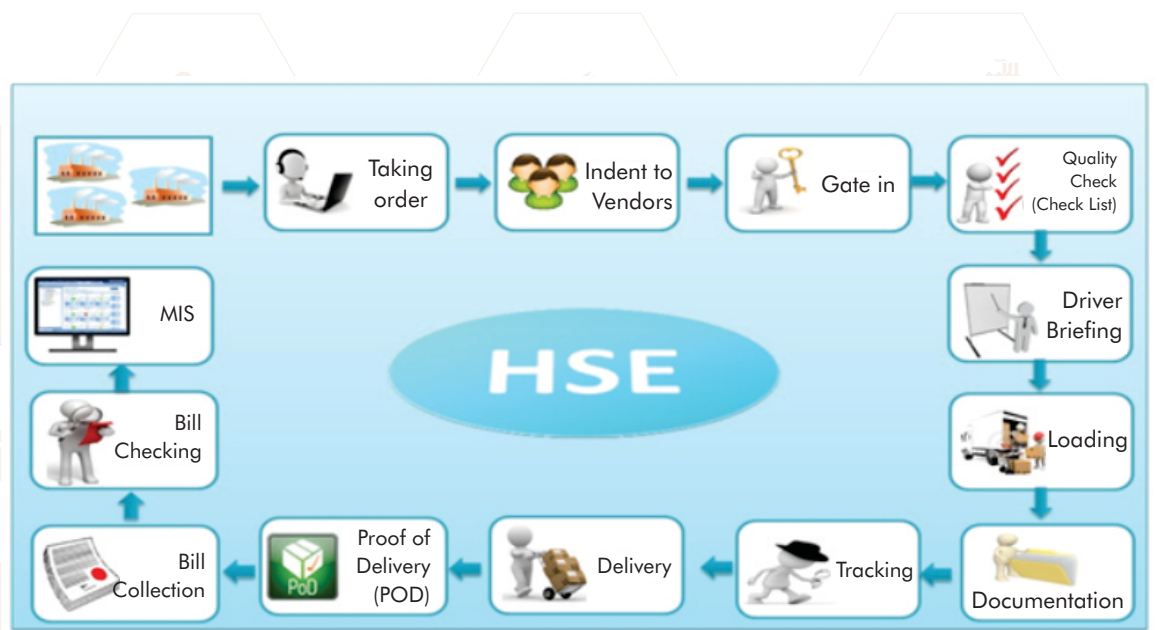 Taking
order
Indent to
Vendors
Gate in
Quality
Check
(Check List)
Driver
Briefing
Loading
Documentation
Tracking
Delivery
Proof of
Delivery
(POD)
PoD
Bill
Collection
Bill
Checking
MIS
HSE